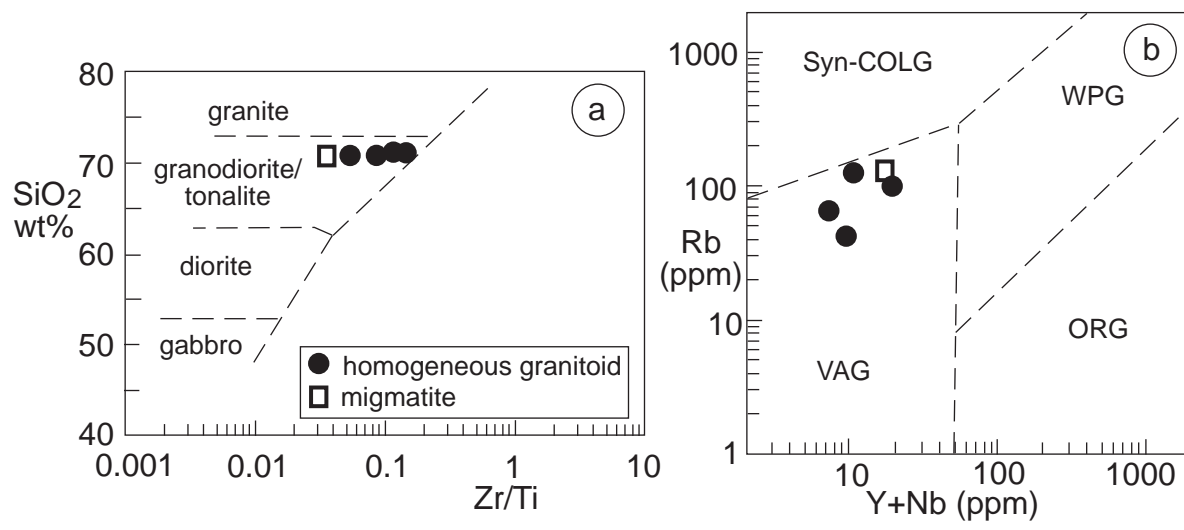 80
70
60
50
40
SiO2
wt%
granite
granodiorite/
tonalite
diorite
gabbro
a
homogeneous granitoid
migmatite
0.001
0.01
0.1
1
10
Zr/Ti
1000
100
10
1
Rb
(ppm)
Syn-COLG
WPG
b
VAG
ORG
10
100
1000
Y+Nb (ppm)